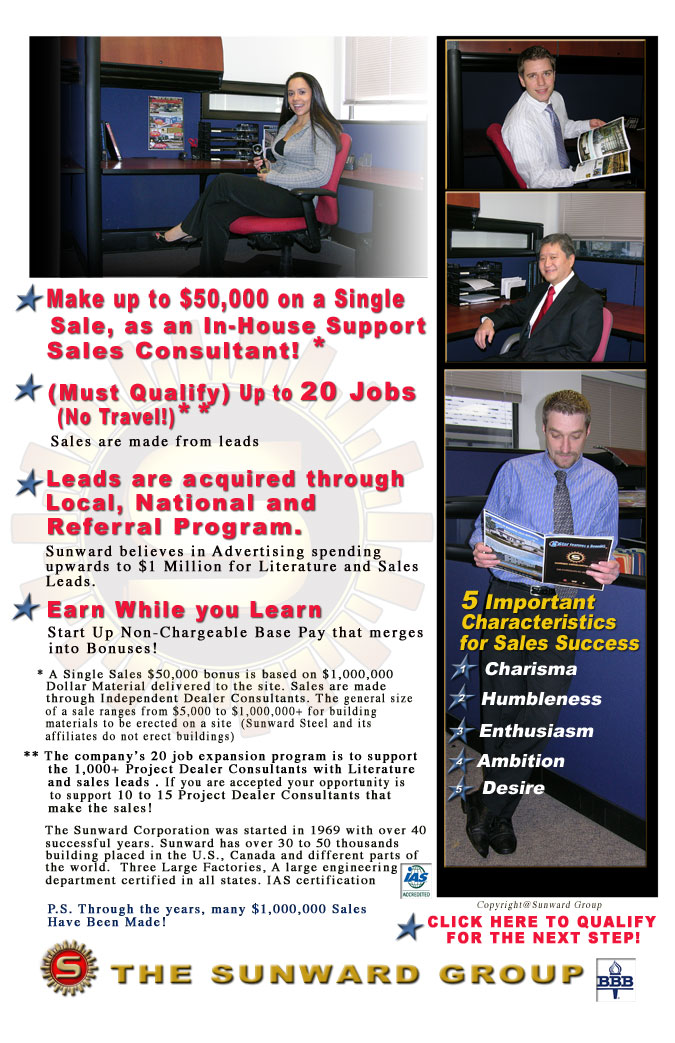 Make up to $50,000 on a Single
Sale, as an In-House Support
Sales Consultant! *
(Must Qualify) Up to 20 Jobs
(No Travel!)**
Sales are made from leads
Leads are acquired through
Local, National and
Referral Program.
Sunward believes in Advertising spending
upwards to $1 Million for Literature and Sales
Leads.
Earn While you Learn
Start Up Non-Chargeable Base Pay that merges
into Bonuses!
* A Single Sales $50,000 bonus is based on $1,000,000
Dollar Material delivered to the site. Sales are made
through Independent Dealer Consultants. The general size
of a sale ranges from $5,000 to $1,000,000+ for building
materials to be erected on a site (Sunward Steel and its
affiliates do not erect buildings)
** The company's 20 job expansion program is to support
the 1,000+ Project Dealer Consultants with Literature
and sales leads . If you are accepted your opportunity is
to support 10 to 15 Project Dealer Consultants that
make the sales!
The Sunward Corporation was started in 1969 with over 40
successful years. Sunward has over 30 to 50 thousands
building placed in the U.S., Canada and different parts of
the world. Three Large Factories, A large engineering
department certified in all states. IAS certification
IAS
ACCREDITED
P.S. Through the years, many $1,000,000 Sales
Have Been Made!
5 Important
Characteristics
for Sales Success
1 Charisma
2 Humbleness
3 Enthusiasm
4 Ambition
5 Desire
Copyright@Sunward Group
CLICK HERE TO QUALIFY
FOR THE NEXT STEP!
S THE SUNWARD GROUP
BBB